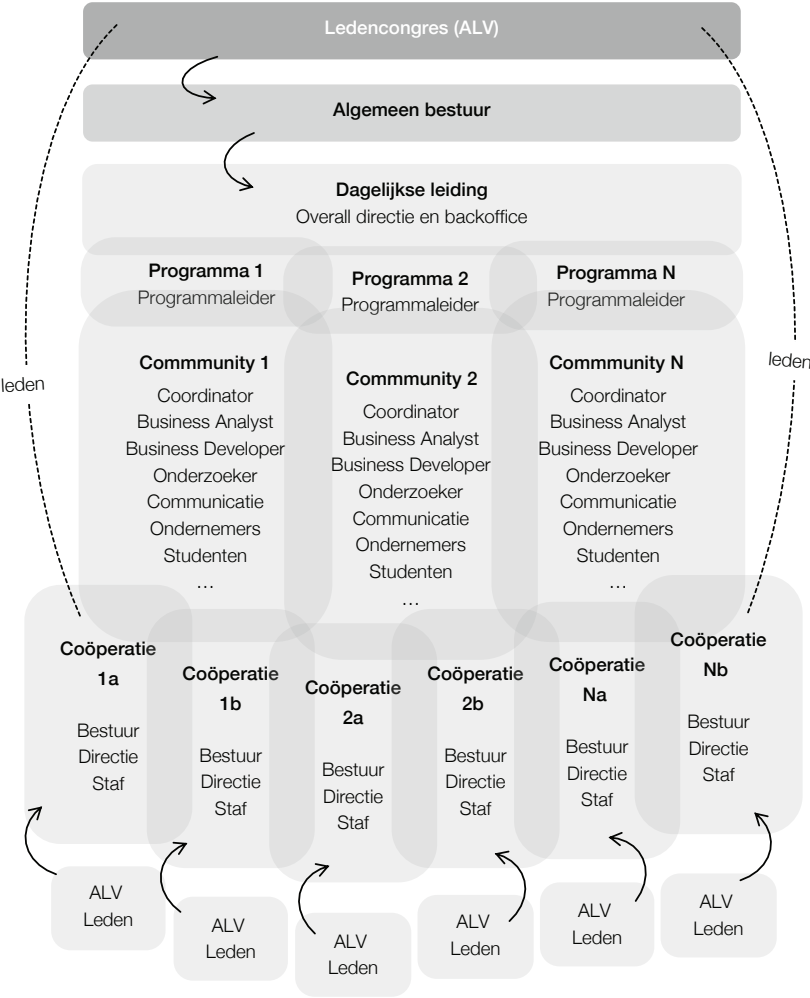 Ledencongres (ALV)
Algemeen bestuur
Dagelijkse leiding
Overall directie en backoffice
Programma 1
Programmaleider
Programma 2
Programmaleider
Programma N
Programmaleider
leden
leden
Commmunity 1
Coordinator
Business Analyst
Business Developer
Onderzoeker
Communicatie
Ondernemers
Studenten
…
Commmunity 2
Coordinator
Business Analyst
Business Developer
Onderzoeker
Communicatie
Ondernemers
Studenten
…
Commmunity N
Coordinator
Business Analyst
Business Developer
Onderzoeker
Communicatie
Ondernemers
Studenten
…
Coöperatie
1a
Bestuur
Directie
Staf
Coöperatie
1b
Bestuur
Directie
Staf
Coöperatie
2a
Bestuur
Directie
Staf
Coöperatie
2b
Bestuur
Directie
Staf
Coöperatie
Na
Bestuur
Directie
Staf
Coöperatie
Nb
Bestuur
Directie
Staf
ALV
Leden
ALV
Leden
ALV
Leden
ALV
Leden
ALV
Leden
ALV
Leden